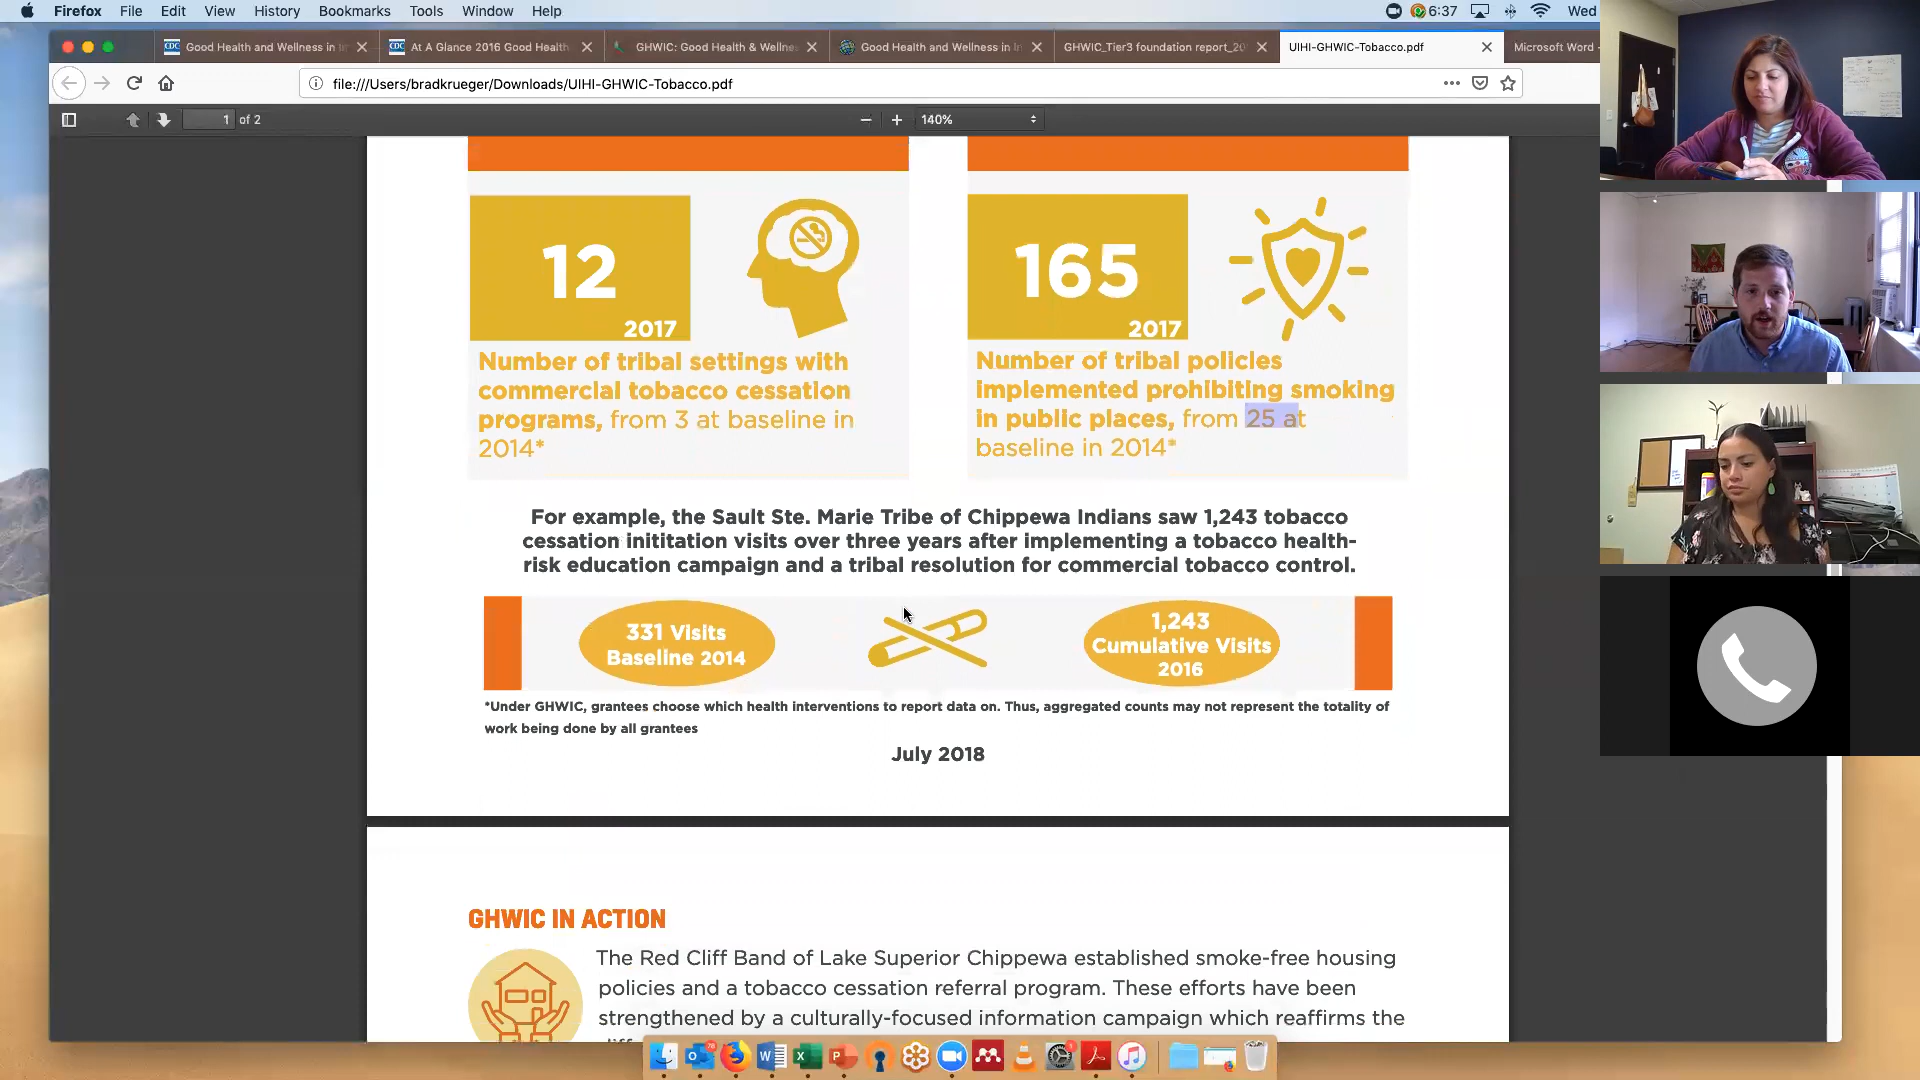 Firefox File Edit View History Bookmarks Tools Window Help 6:37 Wed
CDC Good Health and Wellness in I
CDC At A Glance 2016 Good Health
GHWIC: Good Health & Wellne
Good Health and Wellness in I
GHWIC_Tier3 foundation report_20
UIHI-GHWIC-Tobacco.pdf
Microsoft Word -
file:///Users/bradkrueger/Downloads/UIHI-GHWIC-Tobacco.pdf
1 of 2
140%
12
2017
Number of tribal settings with
commercial tobacco cessation
programs, from 3 at baseline in
2014*
165
2017
Number of tribal policies
implemented prohibiting smoking
in public places, from 25 at
baseline in 2014*
For example, the Sault Ste. Marie Tribe of Chippewa Indians saw 1,243 tobacco
cessation inititation visits over three years after implementing a tobacco health-
risk education campaign and a tribal resolution for commercial tobacco control.
331 Visits
Baseline 2014
1,243
Cumulative Visits
2016
*Under GHWIC, grantees choose which health interventions to report data on. Thus, aggregated counts may not represent the totality of
work being done by all grantees
July 2018
GHWIC IN ACTION
The Red Cliff Band of Lake Superior Chippewa established smoke-free housing
policies and a tobacco cessation referral program. These efforts have been
strengthened by a culturally-focused information campaign which reaffirms the